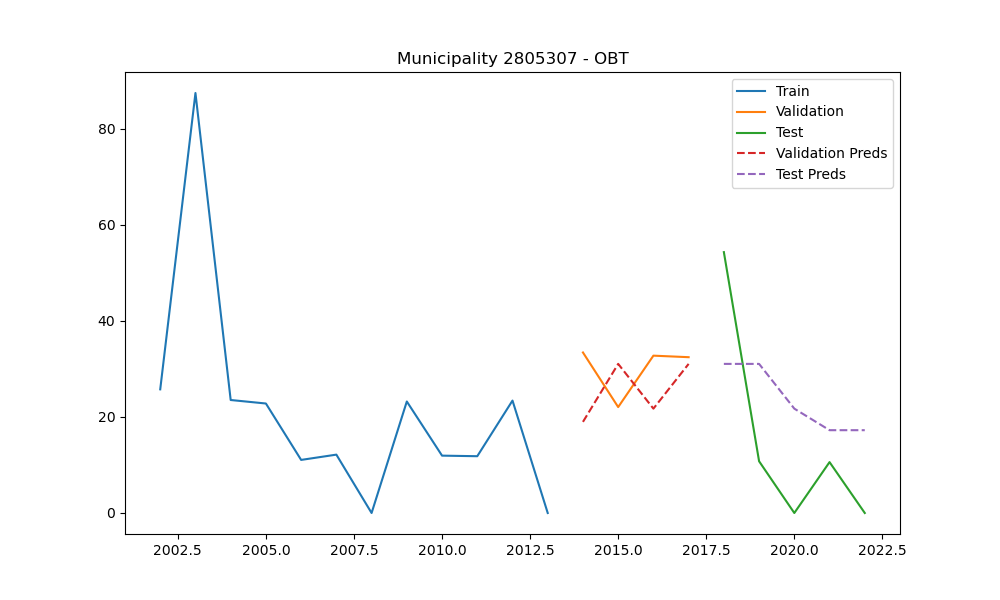 Municipality 2805307 - OBT
Train
Validation
Test
Validation Preds
Test Preds
80
60
40
20
0
2002.5 2005.0 2007.5 2010.0 2012.5 2015.0 2017.5 2020.0 2022.5